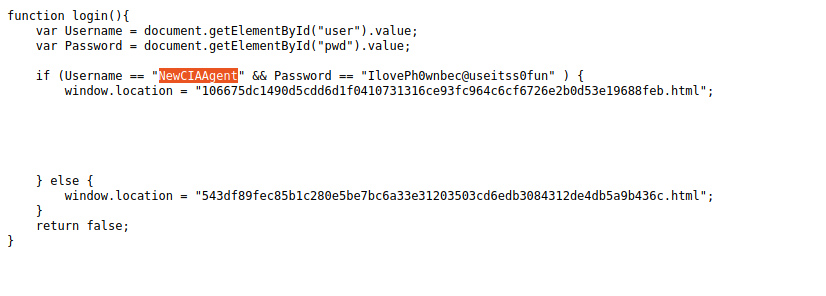 function login(){
    var Username = document.getElementById("user").value;
    var Password = document.getElementById("pwd").value;
    if (Username == "NewCIAAgent" && Password == "IlovePh0wnbec@useitss0fun" ) {
        window.location = "106675dc1490d5cdd6d1f0410731316ce93fc964c6cf6726e2b0d53e19688feb.html";
    } else {
        window.location = "543df89fec85b1c280e5be7bc6a33e31203503cd6edb3084312de4db5a9b436c.html";
    }
    return false;
}